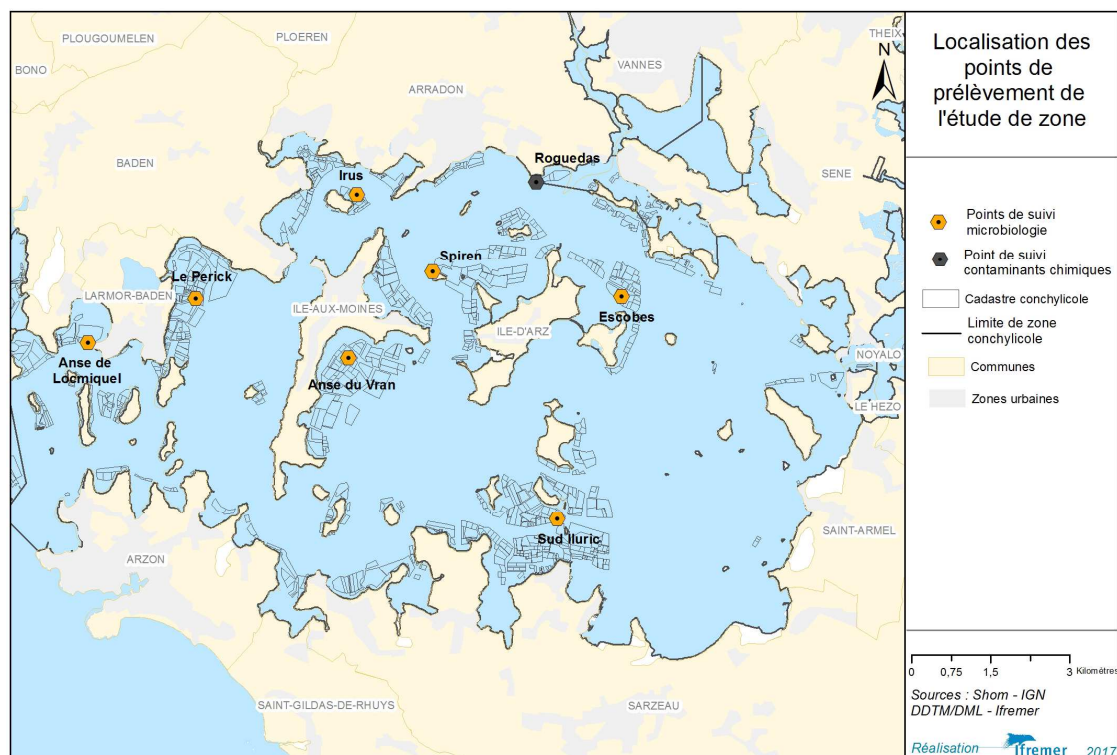 PLOUGOUMELEN
PLOEREN
THEIX
BONO
VANNES
N
ARRADON
BADEN
Roguedas
Irus
SENE
Spiren
Le Perick
LARMOR-BADEN
ILE-AUX-MOINES
Escobes
ILE-D'ARZ
Anse de
Locmiquel
Anse du Vran
NOYALO
LE HEZO
SAINT-ARMEL
Sud Iluric
ARZON
SAINT-GILDAS-DE-RHUYS
SARZEAU
Localisation des
points de
prélèvement de
l'étude de zone
Points de suivi
microbiologie
Point de suivi
contaminants chimiques
Cadastre conchylicole
Limite de zone
conchylicole
Communes
Zones urbaines
0 0,75 1,5 3 Kilomètres
Sources : Shom - IGN
DDTM/DML - Ifremer
Réalisation Ifremer 2017